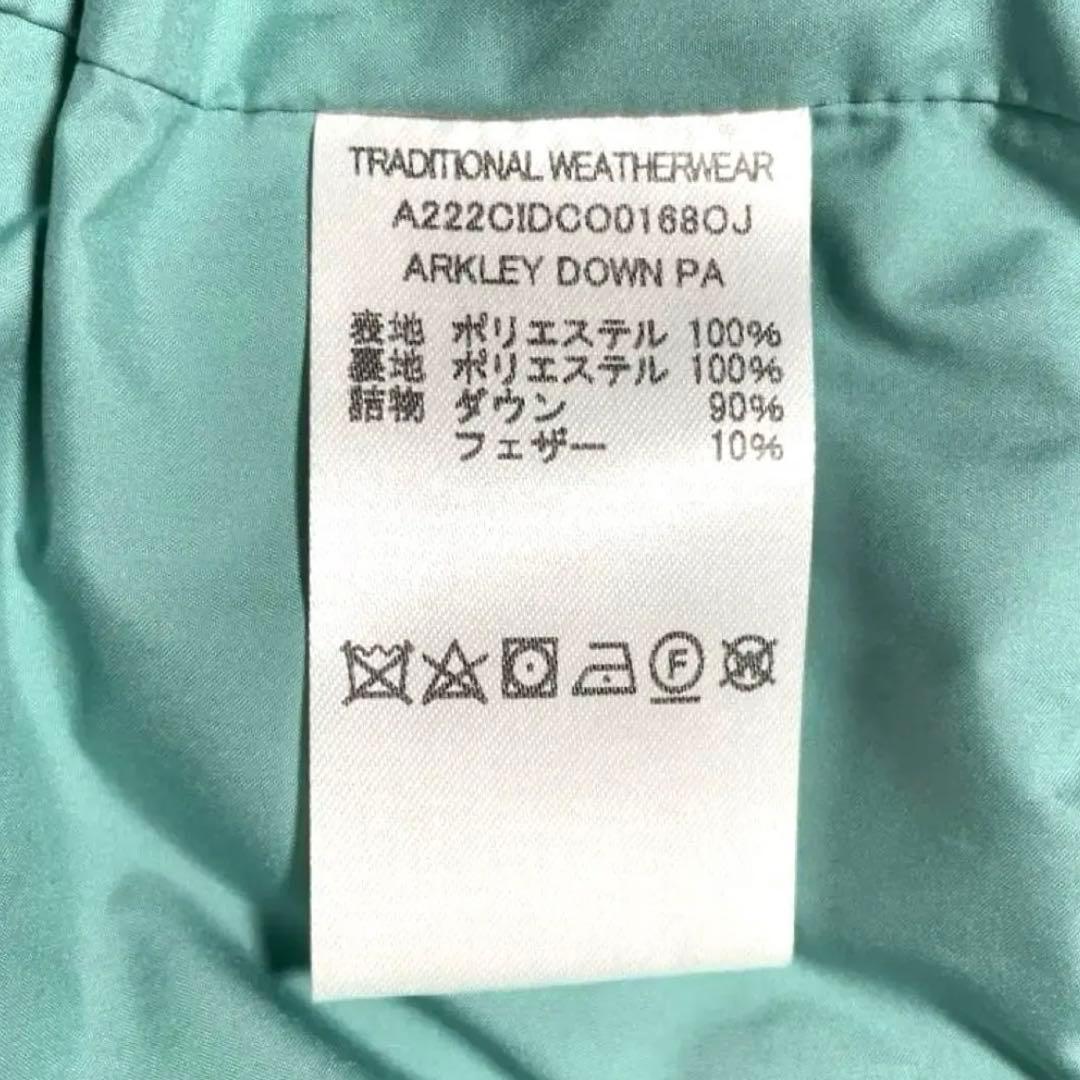 TRADITIONAL WEATHERWEAR
A222CIDCO0168OJ
ARKLEY DOWN PA
表地 ポリエステル 100%
裏地 ポリエステル 100%
詰物 ダウン 90%
フェザー 10%
F
W